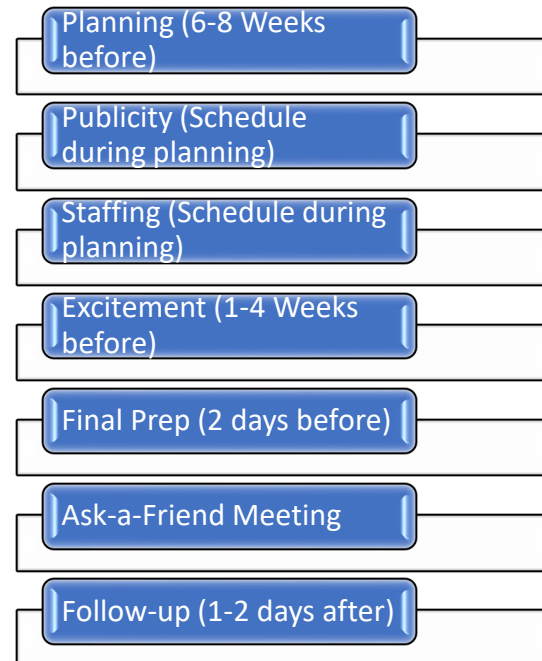 Planning (6-8 Weeks
before)
Publicity (Schedule
during planning)
Staffing (Schedule during
planning)
Excitement (1-4 Weeks
before)
Final Prep (2 days before)
Ask-a-Friend Meeting
Follow-up (1-2 days after)